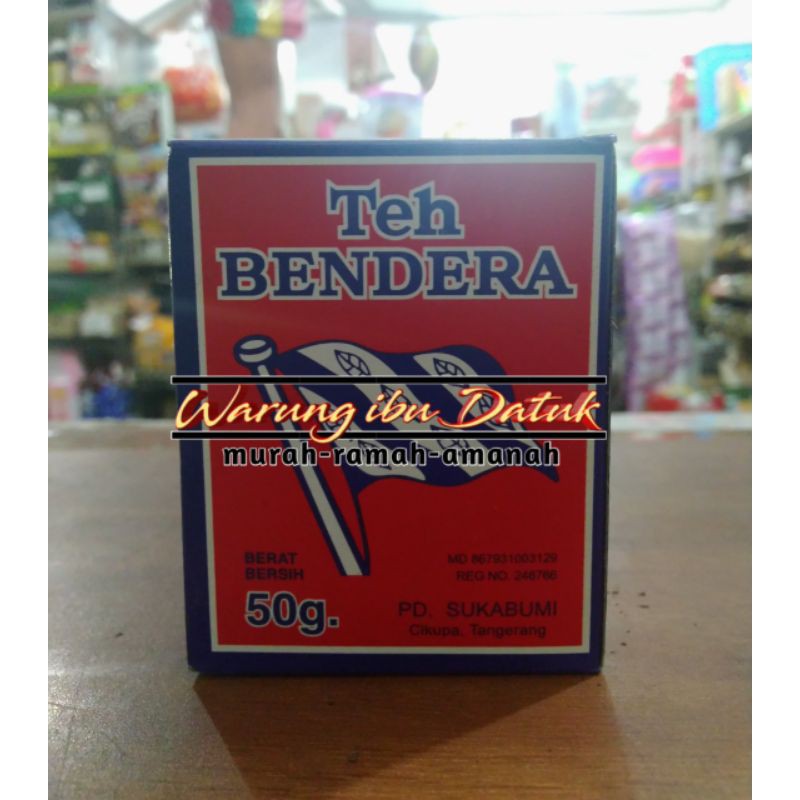 Teh
BENDERA
Warung ibu Datuk
murah-ramah-amanah
BERAT
BERSIH
50g.
MD 867931003129
REG NO. 246766
PD. SUKABUMI
Cikupa, Tangerang